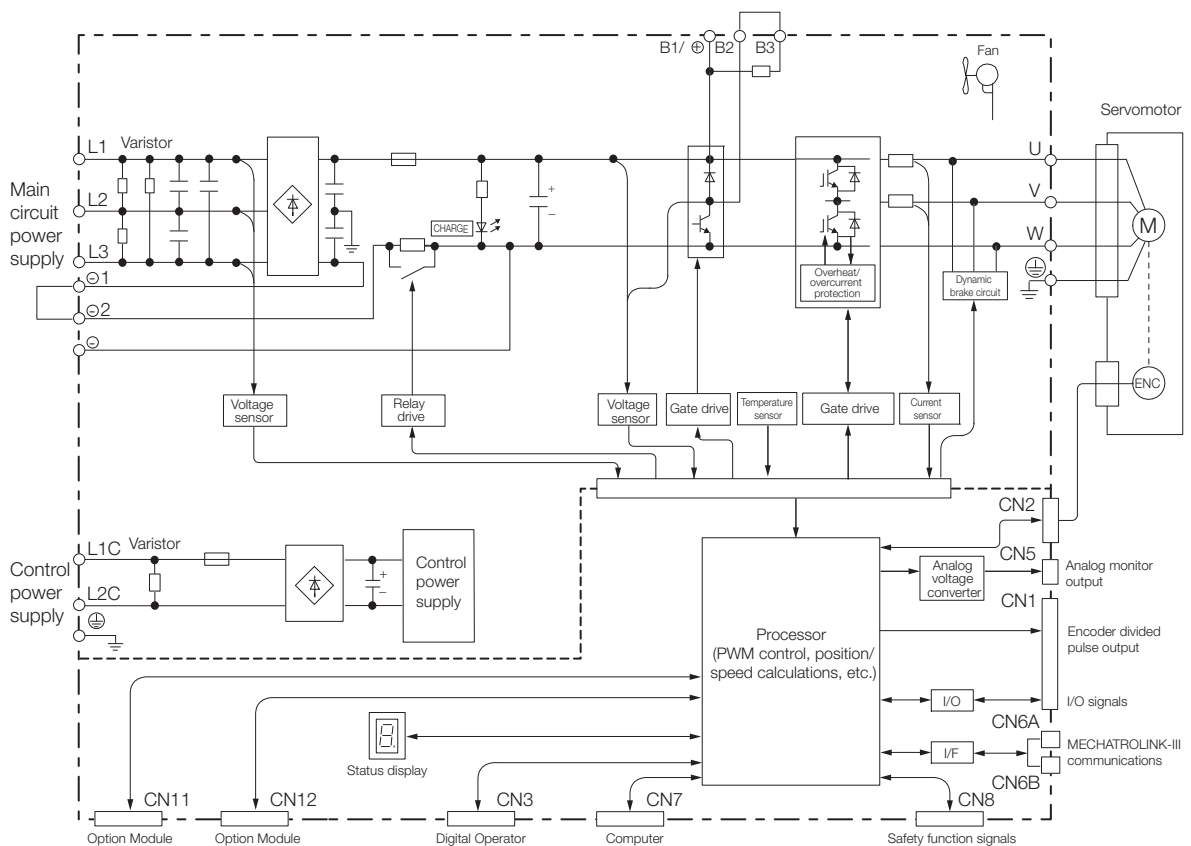 B1/ ⊕ B2 B3
Fan
Servomotor
L1
Varistor
U
Main
circuit
power
supply
L2
V
CHARGE
M
L3
W
⊖1
Overheat/
overcurrent
protection
Dynamic
brake circuit
⊖2
⊖
ENC
Voltage
sensor
Relay
drive
Voltage
sensor
Gate drive
Temperature
sensor
Gate drive
Current
sensor
CN2
L1C
Varistor
Control
power
supply
L2C
Control
power
supply
CN5
Analog
voltage
converter
Analog monitor
output
CN1
Processor
(PWM control, position/
speed calculations, etc.)
Encoder divided
pulse output
I/O
I/O signals
CN6A
8.
Status display
I/F
MECHATROLINK-III
communications
CN6B
CN11
CN12
CN3
CN7
CN8
Option Module
Option Module
Digital Operator
Computer
Safety function signals
+
−
+
−